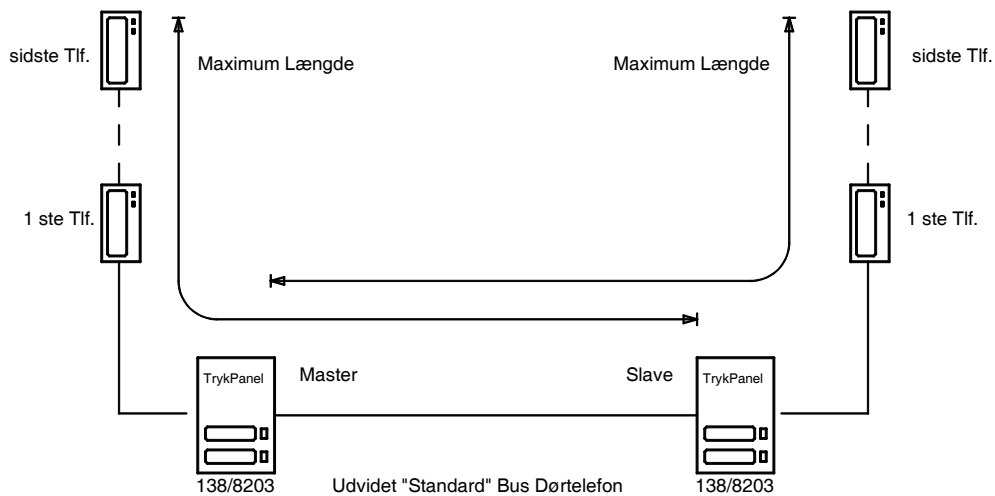 sidste Tlf.
Maximum Længde
Maximum Længde
sidste Tlf.
1 ste Tlf.
1 ste Tlf.
TrykPanel
Master
Slave
TrykPanel
138/8203
Udvidet "Standard" Bus Dørtelefon
138/8203